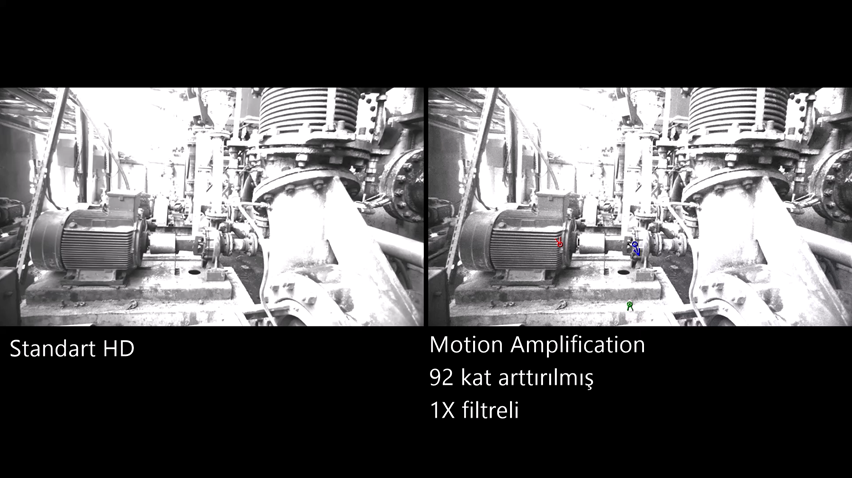 Standart HD
Motion Amplification
92 kat arttırılmış
1X filtreli